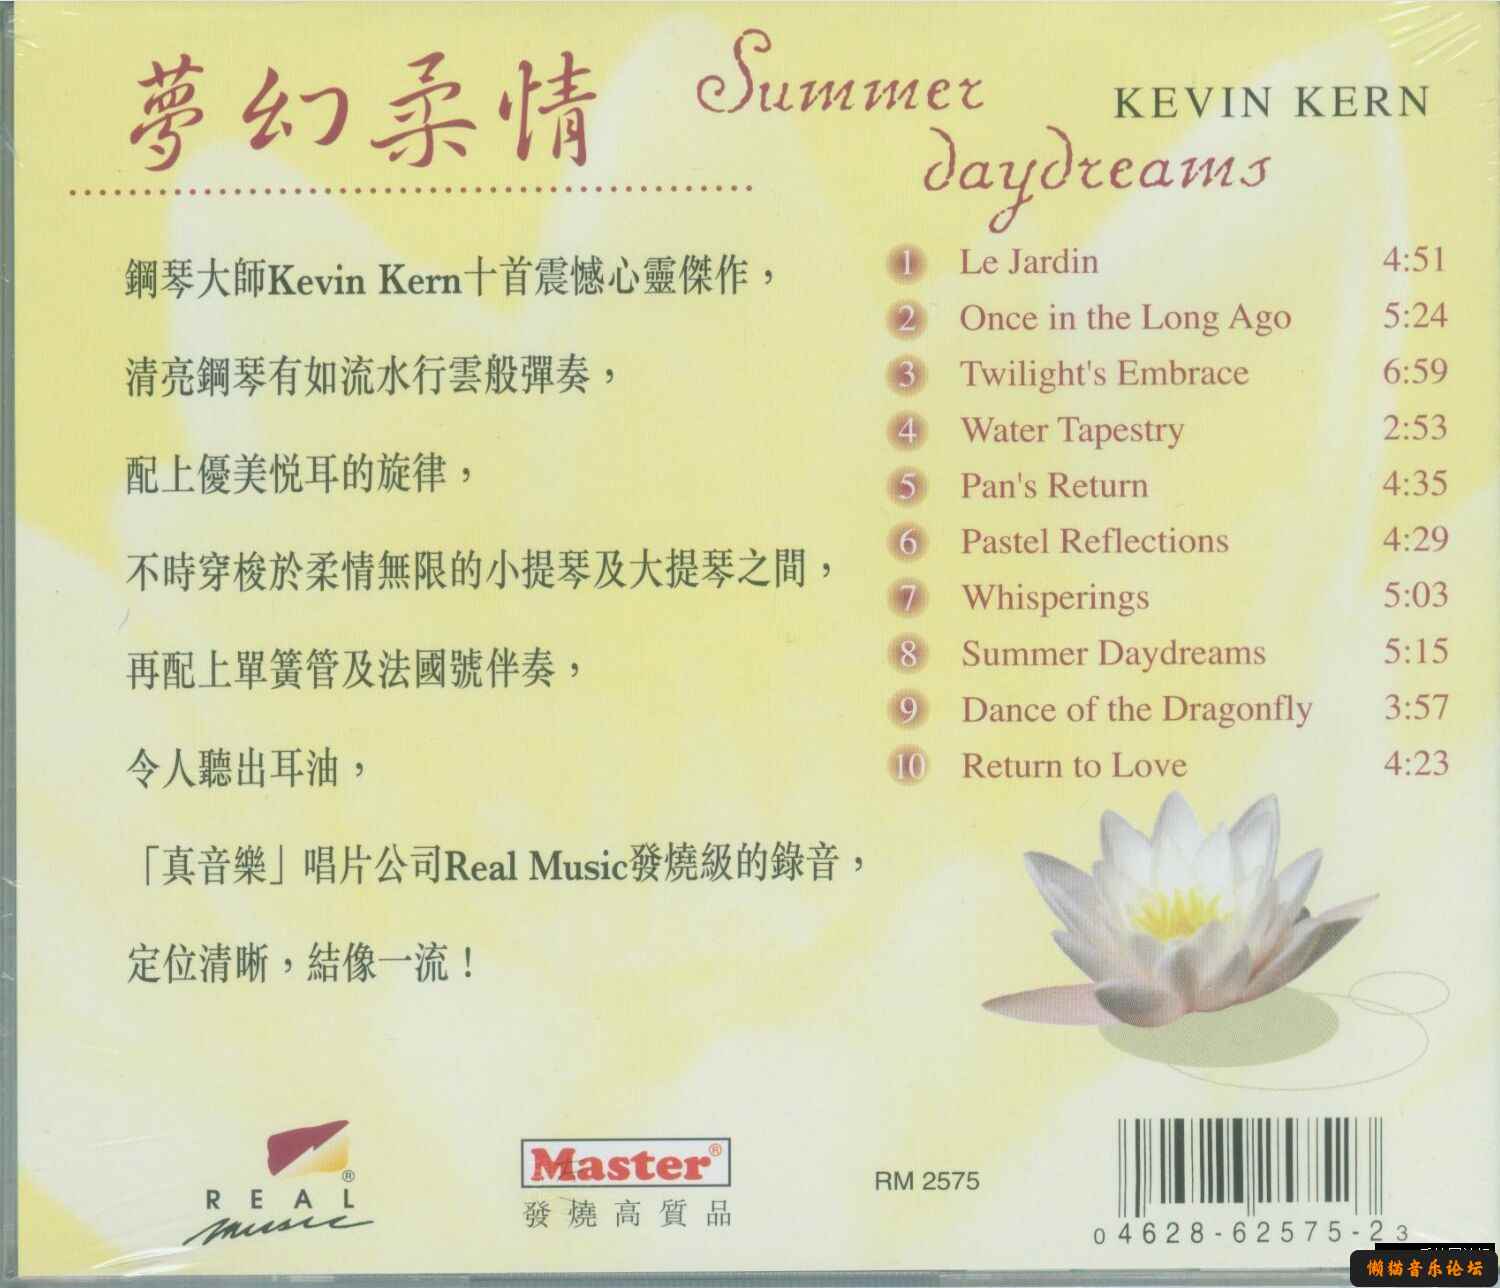 夢幻柔情
Summer
daydreams
KEVIN KERN
鋼琴大師Kevin Kern十首震憾心靈傑作，
清亮鋼琴有如流水行雲般彈奏，
配上優美悦耳的旋律，
不時穿梭於柔情無限的小提琴及大提琴之間，
再配上單簧管及法國號伴奏，
令人聽出耳油，
「真音樂」唱片公司Real Music發燒級的錄音，
定位清晰，結像一流！
1 Le Jardin 4:51
2 Once in the Long Ago 5:24
3 Twilight's Embrace 6:59
4 Water Tapestry 2:53
5 Pan's Return 4:35
6 Pastel Reflections 4:29
7 Whisperings 5:03
8 Summer Daydreams 5:15
9 Dance of the Dragonfly 3:57
10 Return to Love 4:23
® 
REAL
music
Master®
發燒高質品
RM 2575
0 4628-62575-2 3
懒猫音乐论坛